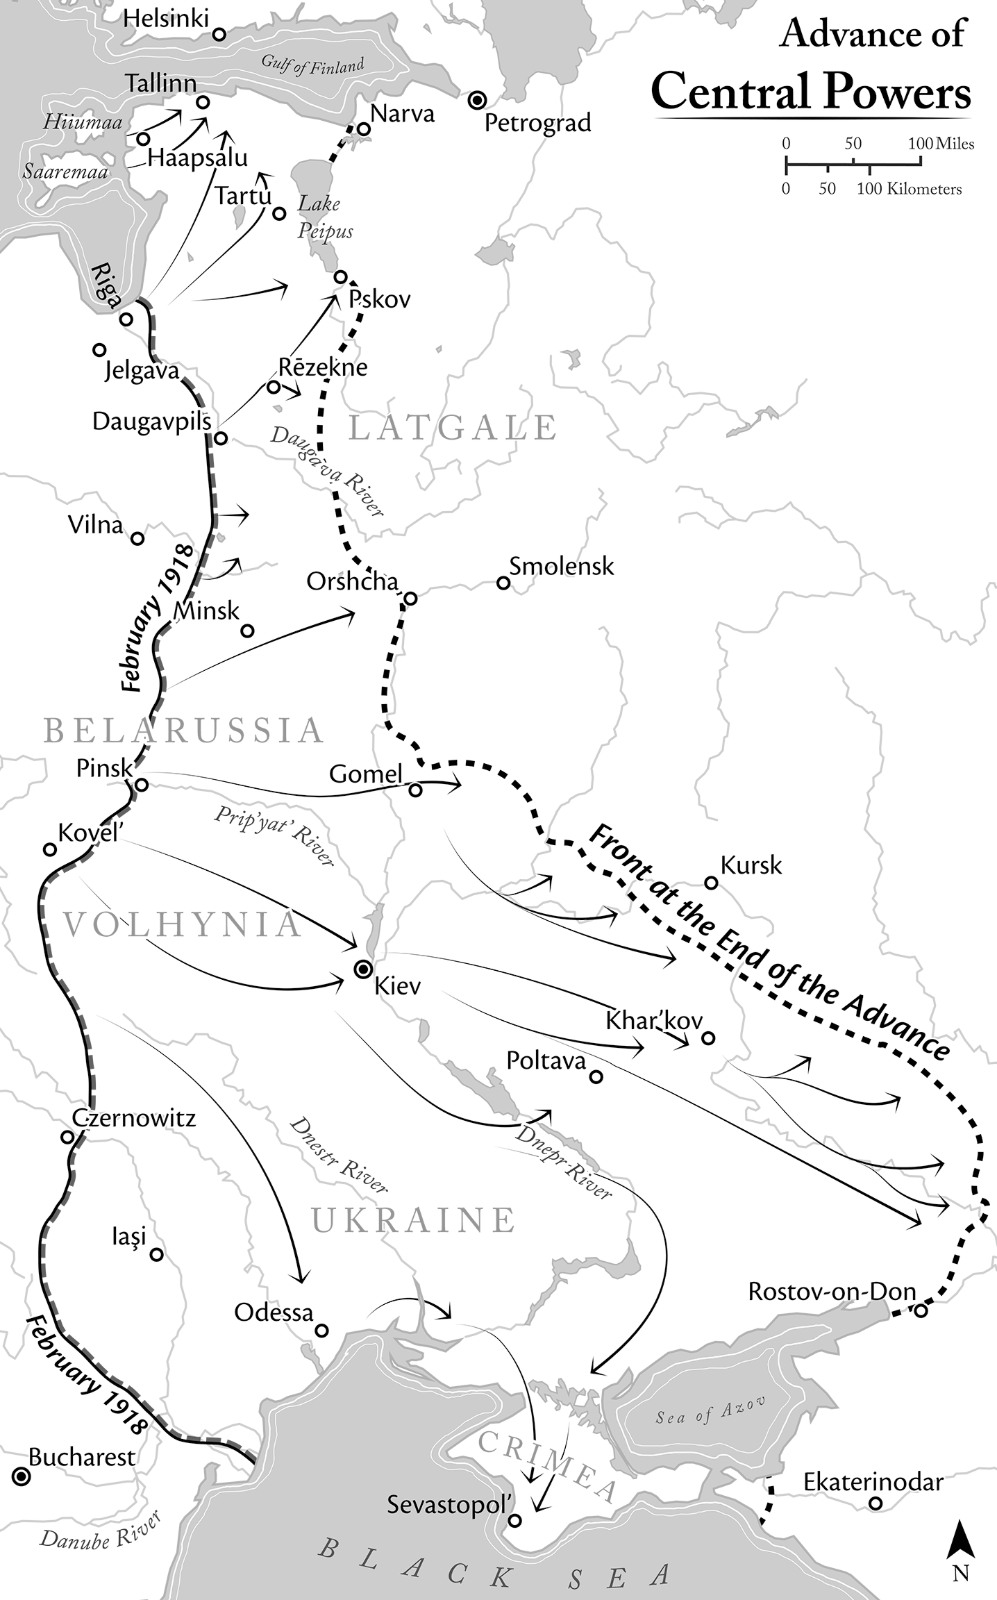 Advance of
Central Powers
0 50 100 Miles
0 50 100 Kilometers
Helsinki
Gulf of Finland
Tallinn
Hiiumaa
Haapsalu
Saaremaa
Narva
Petrograd
Tartu
Lake
Peipus
Riga
Pskov
Jelgava
Rēzekne
Daugavpils
LATGALE
Daugava River
Vilna
February 1918
Orshcha
Smolensk
Minsk
BELARUSSIA
Pinsk
Gomel
Prip'yat' River
Kovel'
Front at the End of the Advance
Kursk
VOLHYNIA
Kiev
Khar'kov
Poltava
Czernowitz
Dnestr River
Dnepr River
UKRAINE
Iaşi
Odessa
Rostov-on-Don
February 1918
Sea of Azov
CRIMEA
Bucharest
Ekaterinodar
Sevastopol'
Danube River
BLACK SEA
N